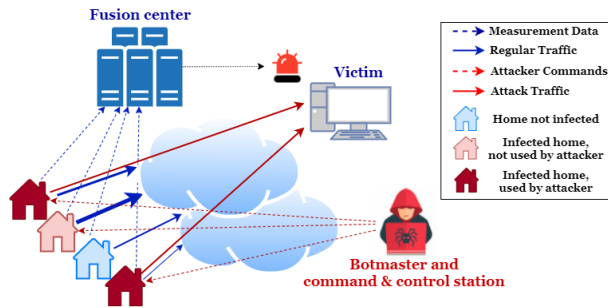 Fusion center
Victim
Botmaster and
command & control station
Measurement Data
Regular Traffic
Attacker Commands
Attack Traffic
Home not infected
Infected home,
not used by attacker
Infected home,
used by attacker